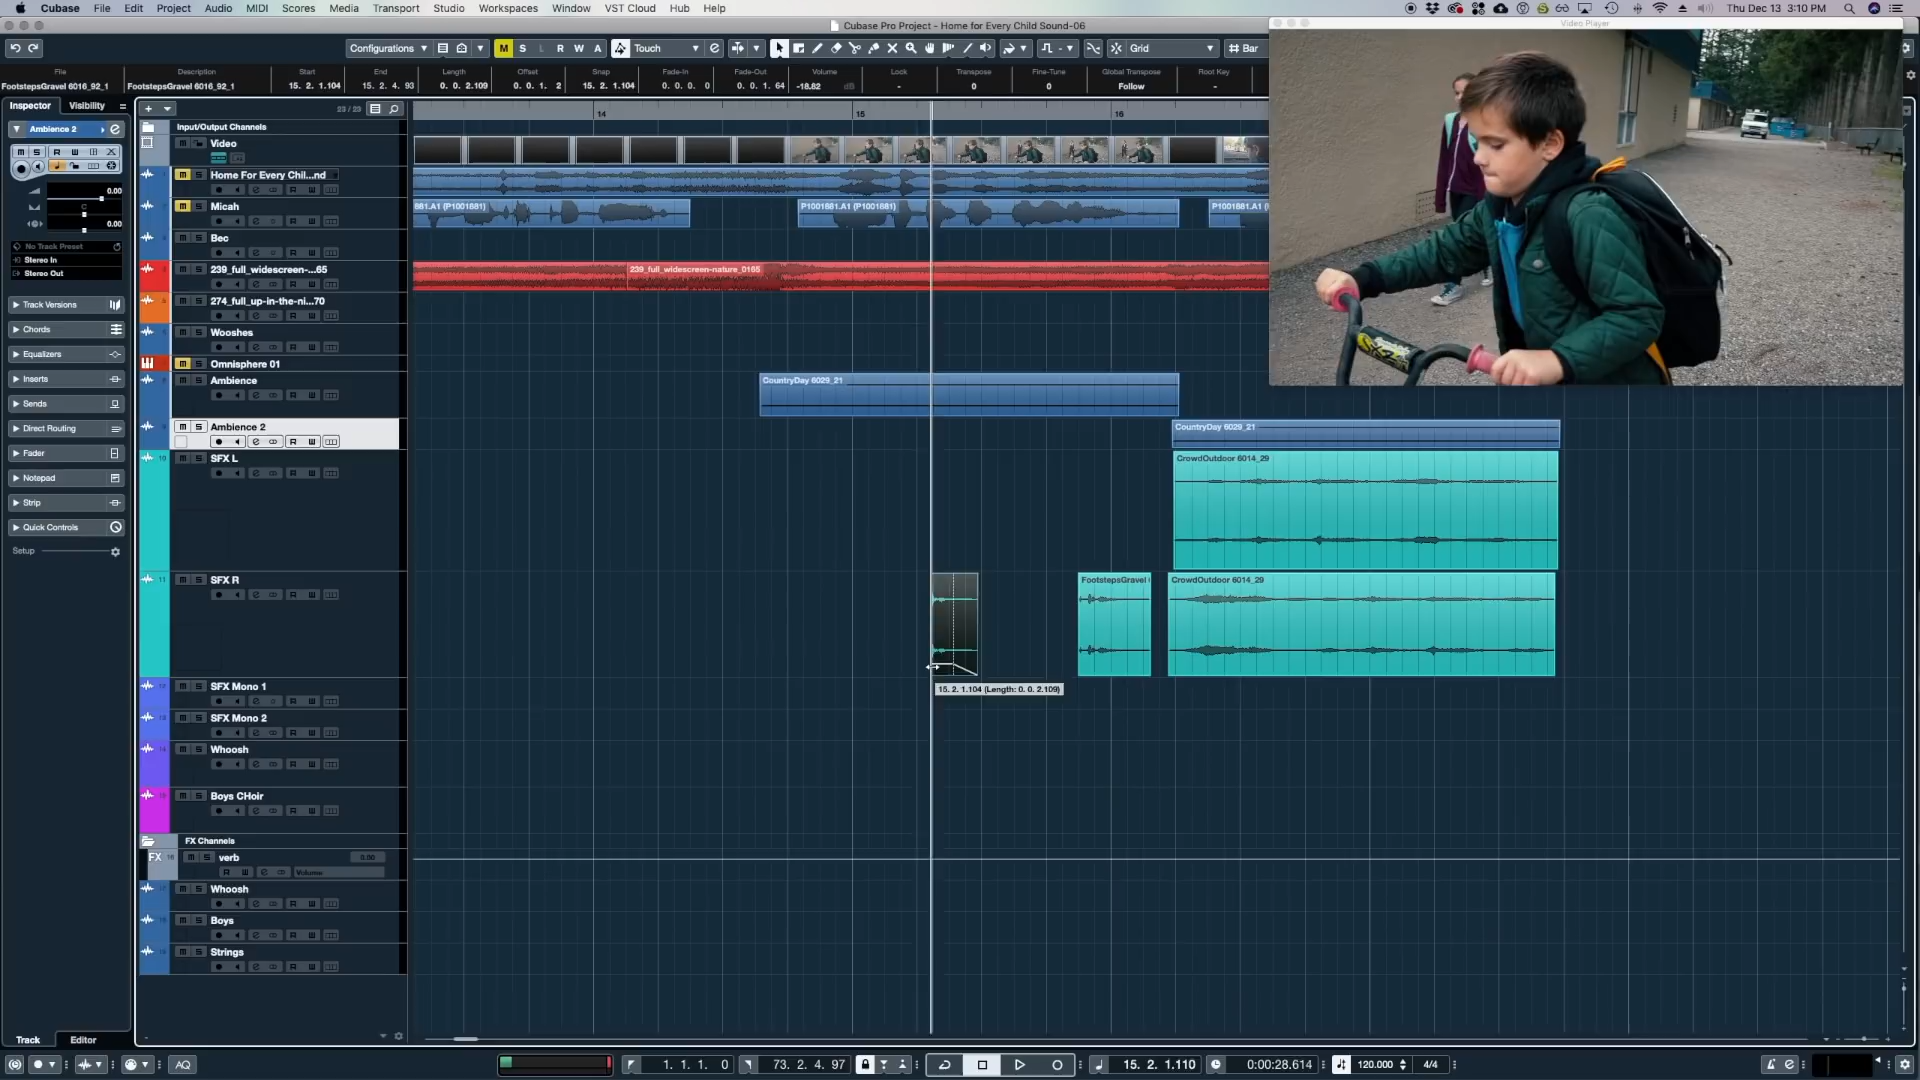 Cubase File Edit Project Audio MIDI Scores Media Transport Studio Workspaces Window VST Cloud Hub Help
Thu Dec 13 3:10 PM
Cubase Pro Project - Home for Every Child Sound-06
Video Player
Configurations
M S L R W A
Touch
Grid
Bar
File Description Start End Length Offset Snap Fade-In Fade-Out Volume Lock Transpose Fine-Tune Global Transpose Root Key
FootstepsGravel 6016_92_1 FootstepsGravel 6016_92_1 15. 2. 1.104 15. 2. 4. 93 0. 0. 2.109 0. 0. 1. 2 15. 2. 1.104 0. 0. 0. 0 0. 0. 1. 64 -18.82 dB - 0 0 Follow -
Inspector Visibility
23 / 23
14 15 16
Input/Output Channels
Ambience 2
Video
Home For Every Chil...nd
Micah
881.A1 (P1001881)
P1001881.A1 (P1001881)
P1001881.A1 (
Bec
239_full_widescreen-...65
239_full_widescreen-nature_0165
274_full_up-in-the-ni...70
Wooshes
Omnisphere 01
Ambience
CountryDay 6029_21
Ambience 2
CountryDay 6029_21
SFX L
CrowdOutdoor 6014_29
SFX R
FootstepsGravel
CrowdOutdoor 6014_29
15. 2. 1.104 (Length: 0. 0. 2.109)
SFX Mono 1
SFX Mono 2
Whoosh
Boys CHoir
FX Channels
FX 16 verb 0.00
Volume
Whoosh
Boys
Strings
0.00
C
0.00
No Track Preset
Stereo In
Stereo Out
Track Versions
Chords
Equalizers
Inserts
Sends
Direct Routing
Fader
Notepad
Strip
Quick Controls
Setup
Track Editor
AQ
1. 1. 1. 0
73. 2. 4. 97
15. 2. 1.110
0:00:28.614
120.000
4/4